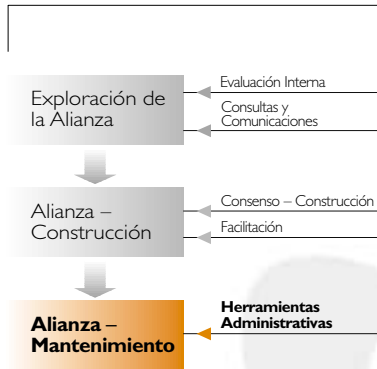 Exploración de
la Alianza
Evaluación Interna
Consultas y
Comunicaciones
Alianza –
Construcción
Consenso – Construcción
Facilitación
Alianza –
Mantenimiento
Herramientas
Administrativas